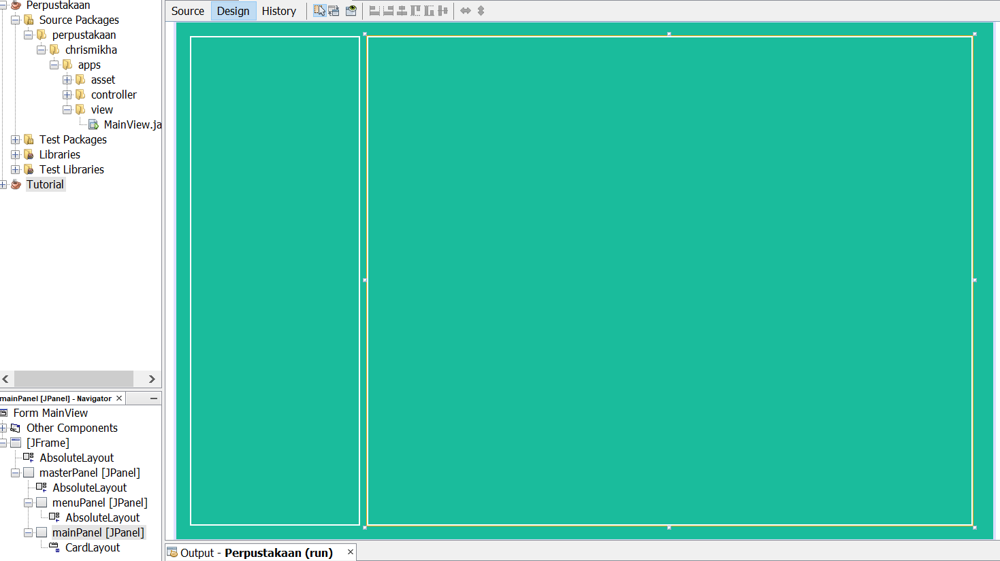 Perpustakaan
Source Packages
perpustakaan
chrismikha
apps
asset
controller
view
MainView.ja
Test Packages
Libraries
Test Libraries
Tutorial
mainPanel [JPanel] - Navigator
Form MainView
Other Components
[JFrame]
AbsoluteLayout
masterPanel [JPanel]
AbsoluteLayout
menuPanel [JPanel]
AbsoluteLayout
mainPanel [JPanel]
CardLayout
Source Design History
Output - Perpustakaan (run)